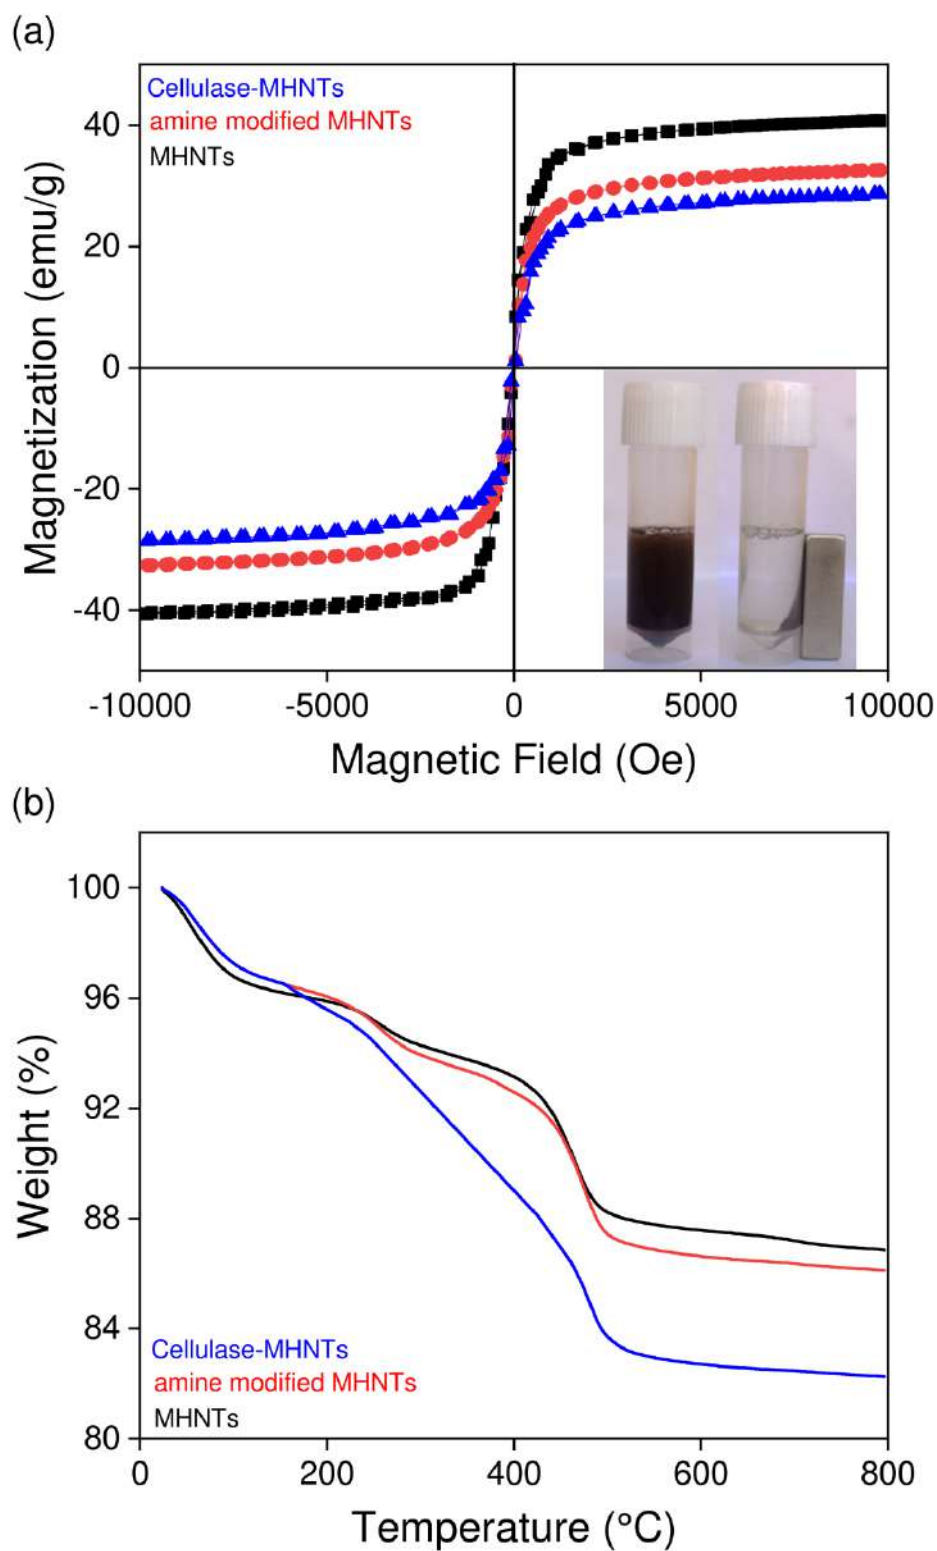 (a)
Cellulase-MHNTs
amine modified MHNTs
MHNTs
Magnetization (emu/g)
40
20
0
-20
-40
-10000 -5000 0 5000 10000
Magnetic Field (Oe)
(b)
Weight (%)
100
96
92
88
84
80
Cellulase-MHNTs
amine modified MHNTs
MHNTs
0 200 400 600 800
Temperature (°C)